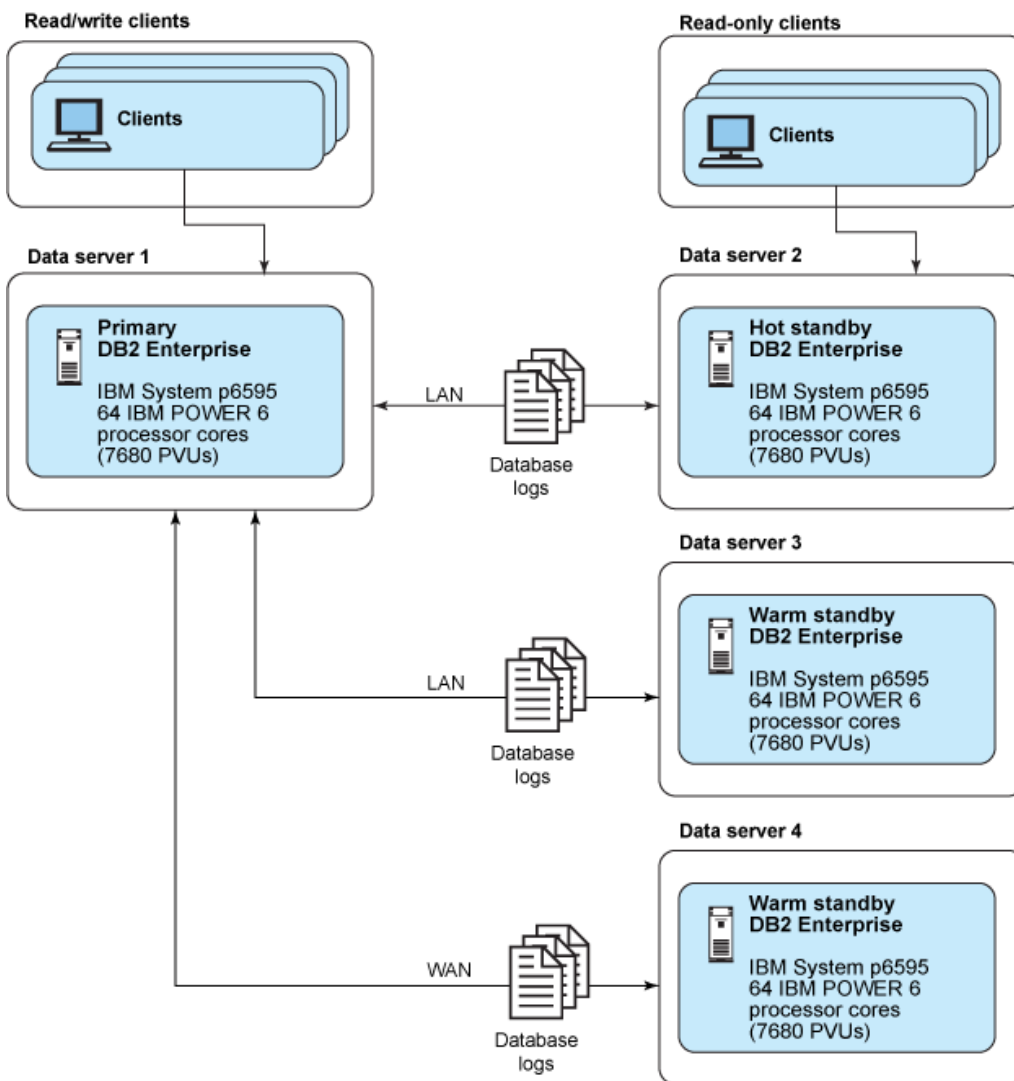 Read/write clients
Read-only clients
Clients
Clients
Data server 1
Data server 2
Primary
DB2 Enterprise
IBM System p6595
64 IBM POWER 6
processor cores
(7680 PVUs)
LAN
Database
logs
Hot standby
DB2 Enterprise
IBM System p6595
64 IBM POWER 6
processor cores
(7680 PVUs)
Data server 3
LAN
Database
logs
Warm standby
DB2 Enterprise
IBM System p6595
64 IBM POWER 6
processor cores
(7680 PVUs)
Data server 4
WAN
Database
logs
Warm standby
DB2 Enterprise
IBM System p6595
64 IBM POWER 6
processor cores
(7680 PVUs)